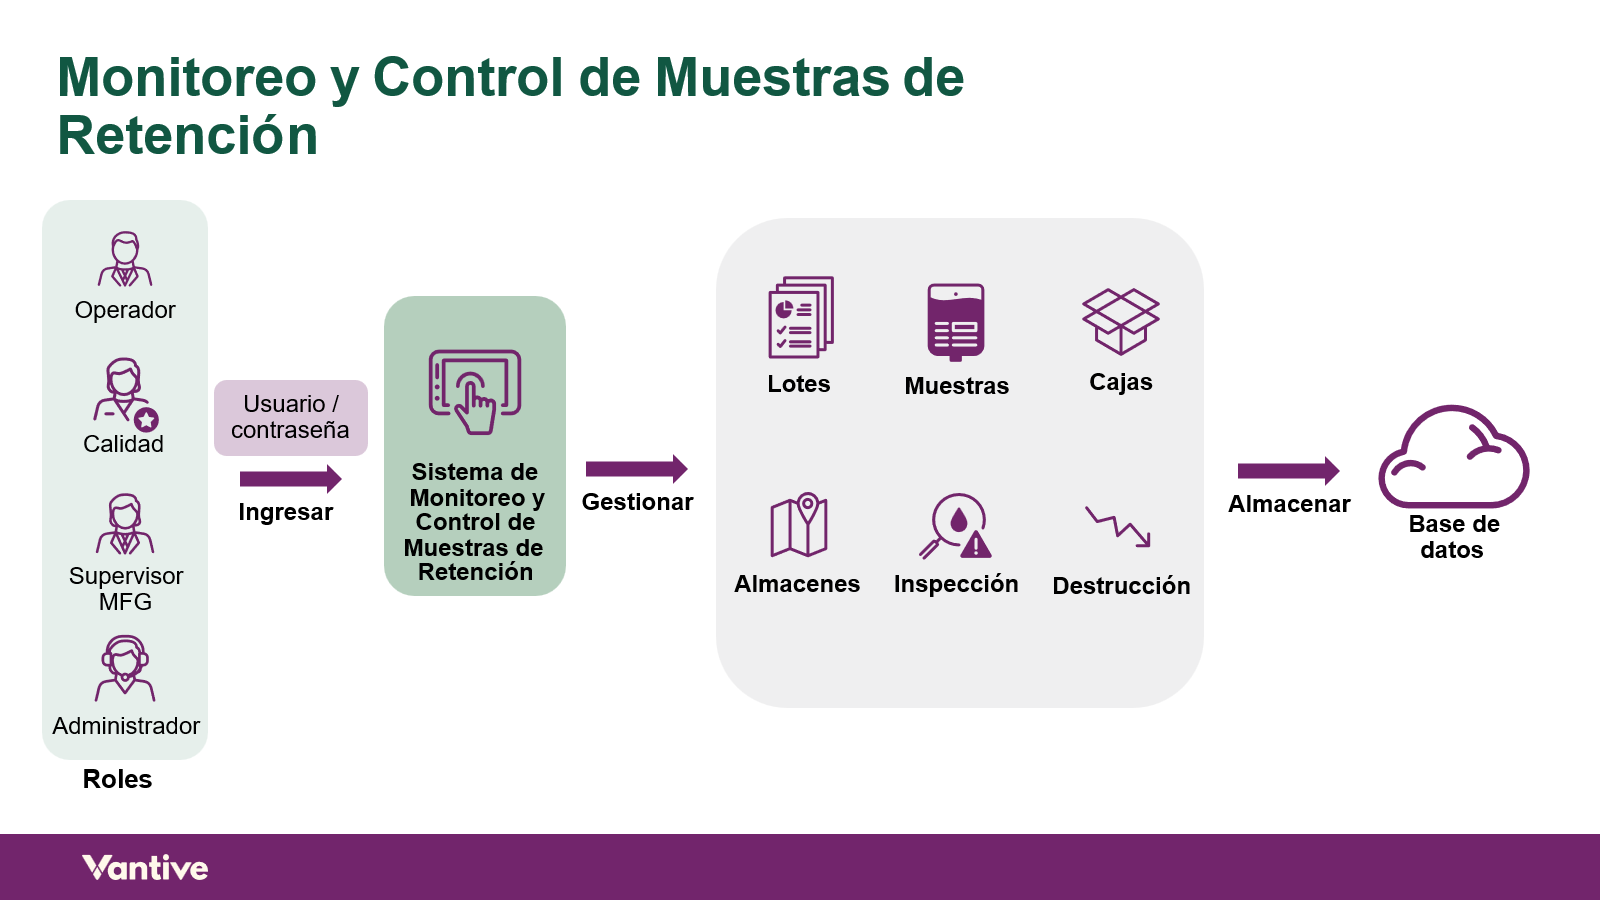 Monitoreo y Control de Muestras de
Retención
Operador
Calidad
Supervisor
MFG
Administrador
Roles
Usuario /
contraseña
Ingresar
Sistema de
Monitoreo y
Control de
Muestras de
Retención
Gestionar
Lotes
Muestras
Cajas
Almacenes
Inspección
Destrucción
Almacenar
Base de
datos
Vantive